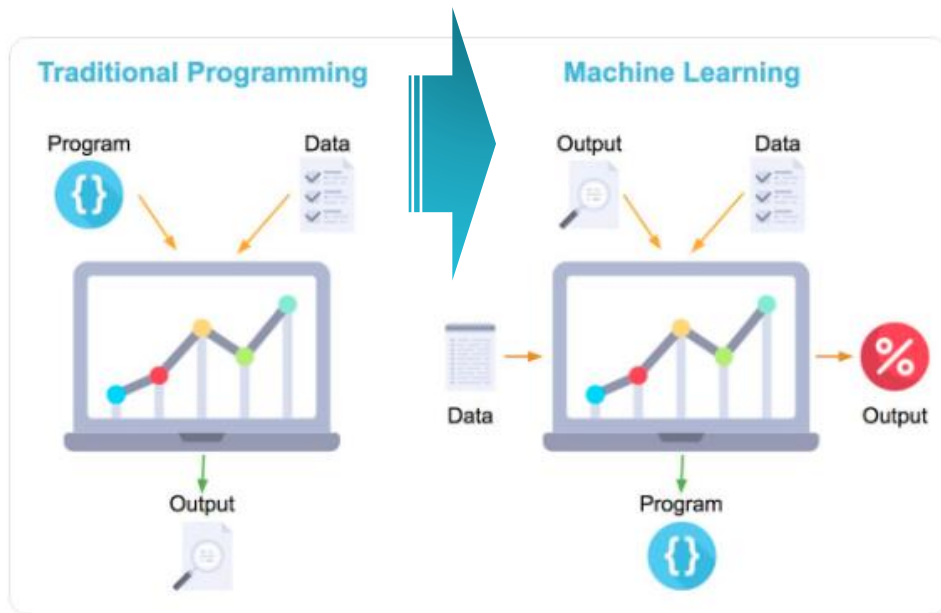 Traditional Programming
Program
Data
Output
Machine Learning
Output
Data
Data
Output
Program